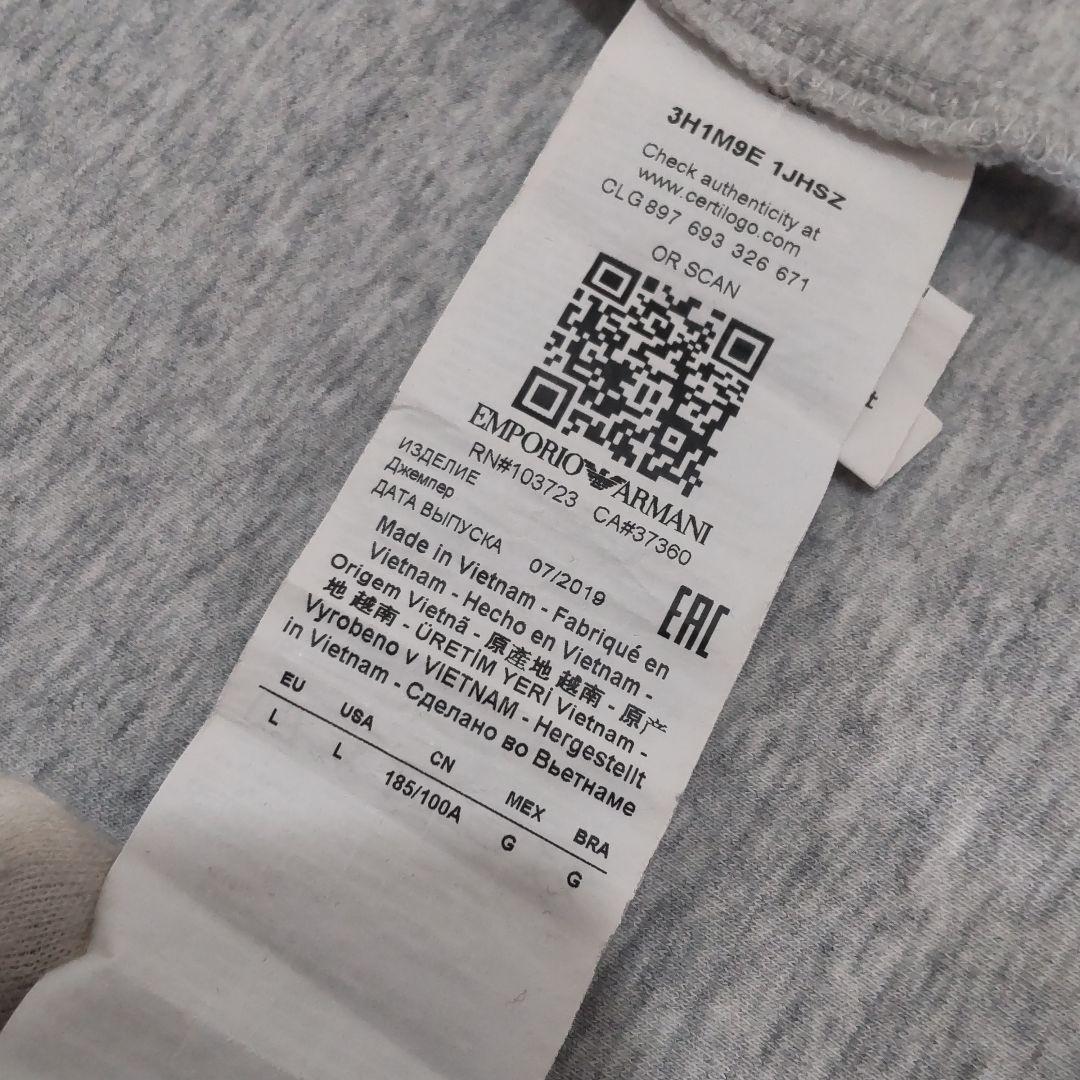 3H1M9E 1JHSZ
Check authenticity at
www.certilogo.com
CLG 897 693 326 671
OR SCAN
EMPORIO ARMANI
RN#103723 CA#37360
ИЗДЕЛИЕ
Джемпер
ДАТА ВЫПУСКА 07/2019
EAC
Made in Vietnam - Fabriqué en
Vietnam - Hecho en Vietnam -
Origem Vietnã - 原產地 越南 - 原产
地 越南 - ÜRETİM YERİ Vietnam -
Vyrobeno v VIETNAM - Hergestellt
in Vietnam - Сделано во Вьетнаме
EU USA CN MEX BRA
L L 185/100A G G